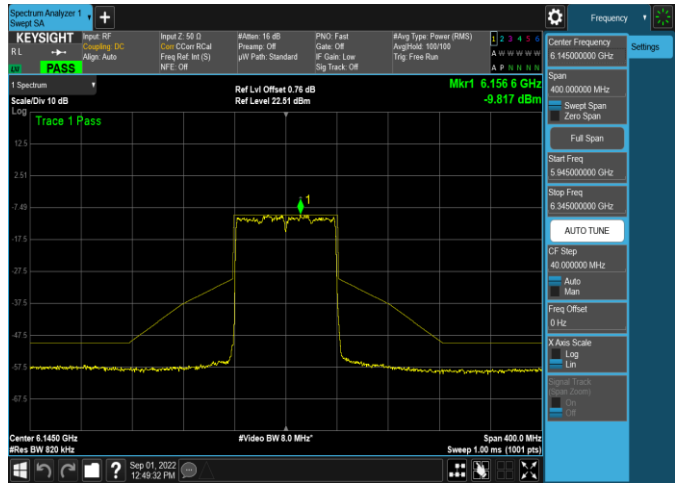 Spectrum Analyzer 1
Swept SA
Frequency
KEYSIGHT
RL
PASS
Input: RF
Coupling: DC
Align: Auto
Input Z: 50 Ω
Corr CCorr RCal
Freq Ref: Int (S)
NFE: Off
#Atten: 16 dB
Preamp: Off
µW Path: Standard
PNO: Fast
Gate: Off
IF Gain: Low
Sig Track: Off
#Avg Type: Power (RMS)
Avg|Hold: 100/100
Trig: Free Run
1 2 3 4 5 6
A W W W W W
A P N N N N
1 Spectrum
Scale/Div 10 dB
Log
Ref Lvl Offset 0.76 dB
Ref Level 22.51 dBm
Mkr1 6.156 6 GHz
-9.817 dBm
Trace 1 Pass
12.5
2.51
-7.49
-17.5
-27.5
-37.5
-47.5
-57.5
-67.5
1
Center 6.1450 GHz
#Res BW 820 kHz
#Video BW 8.0 MHz*
Span 400.0 MHz
Sweep 1.00 ms (1001 pts)
Sep 01, 2022
12:49:32 PM
Center Frequency
6.145000000 GHz
Settings
Span
400.000000 MHz
Swept Span
Zero Span
Full Span
Start Freq
5.945000000 GHz
Stop Freq
6.345000000 GHz
AUTO TUNE
CF Step
40.000000 MHz
Auto
Man
Freq Offset
0 Hz
X Axis Scale
Log
Lin
Signal Track
(Span Zoom)
On
Off